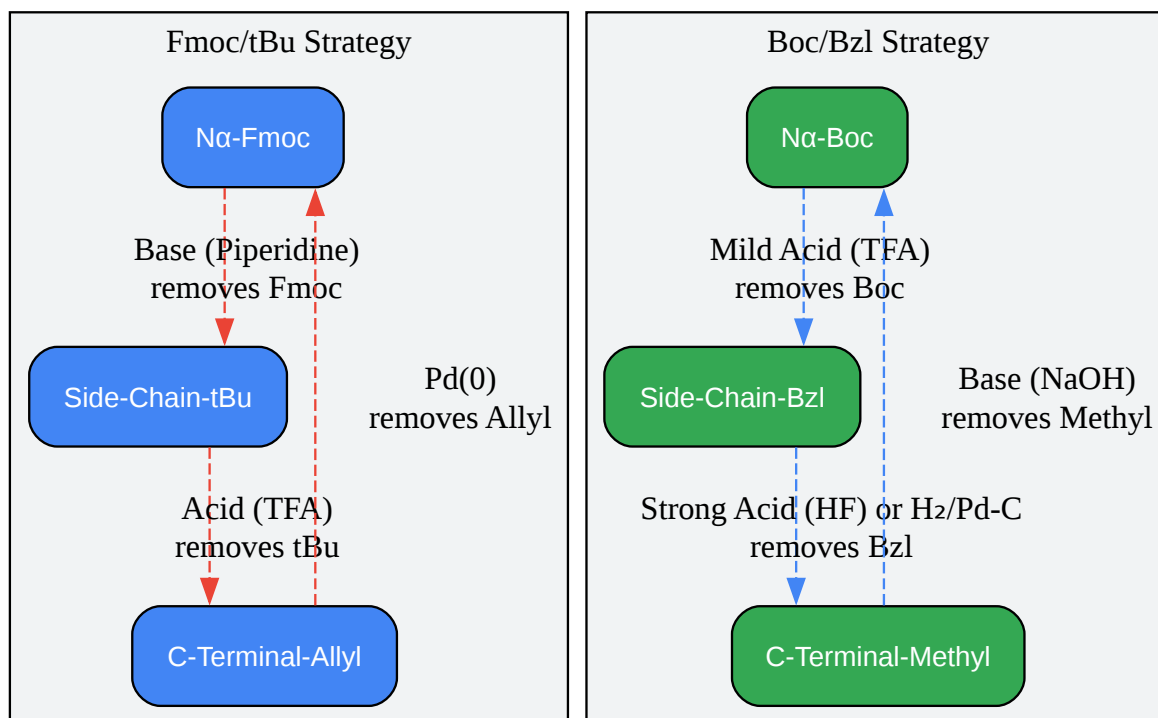 Fmoc/tBu Strategy
Nα-Fmoc
Base (Piperidine)
removes Fmoc
Side-Chain-tBu
Pd(0)
removes Allyl
Acid (TFA)
removes tBu
C-Terminal-Allyl
Boc/Bzl Strategy
Nα-Boc
Mild Acid (TFA)
removes Boc
Side-Chain-Bzl
Base (NaOH)
removes Methyl
Strong Acid (HF) or H₂/Pd-C
removes Bzl
C-Terminal-Methyl